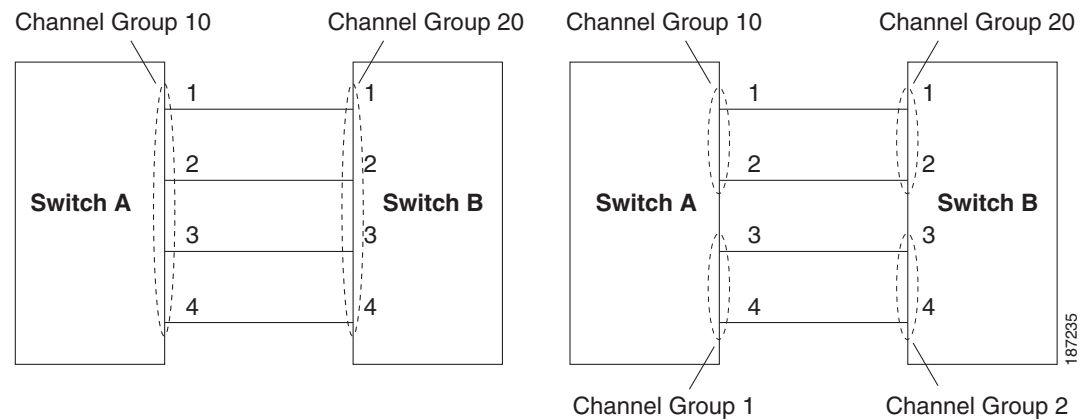 Channel Group 10 Channel Group 20 Channel Group 10 Channel Group 20
1 1 1 1
2 2 2 2
Switch A Switch B Switch A Switch B
3 3 3 3
4 4 4 4
187235
Channel Group 1 Channel Group 2